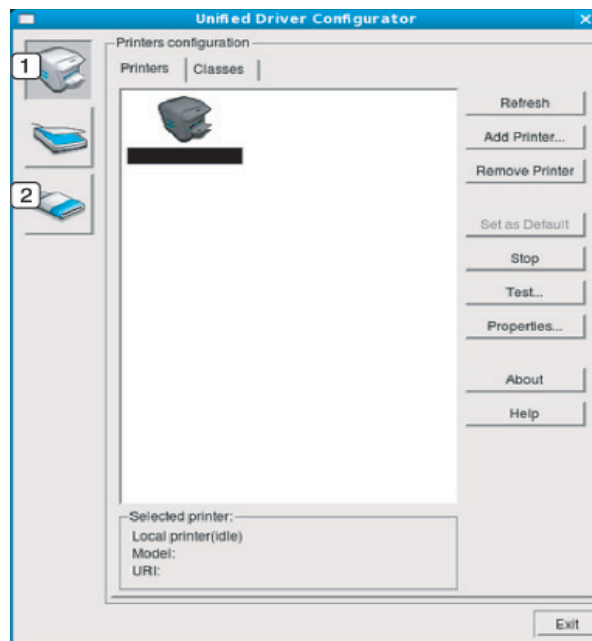 Unified Driver Configurator
1
2
Printers configuration
Printers
Classes
Refresh
Add Printer...
Remove Printer
Set as Default
Stop
Test...
Properties...
About
Help
Selected printer:
Local printer(idle)
Model:
URI:
Exit